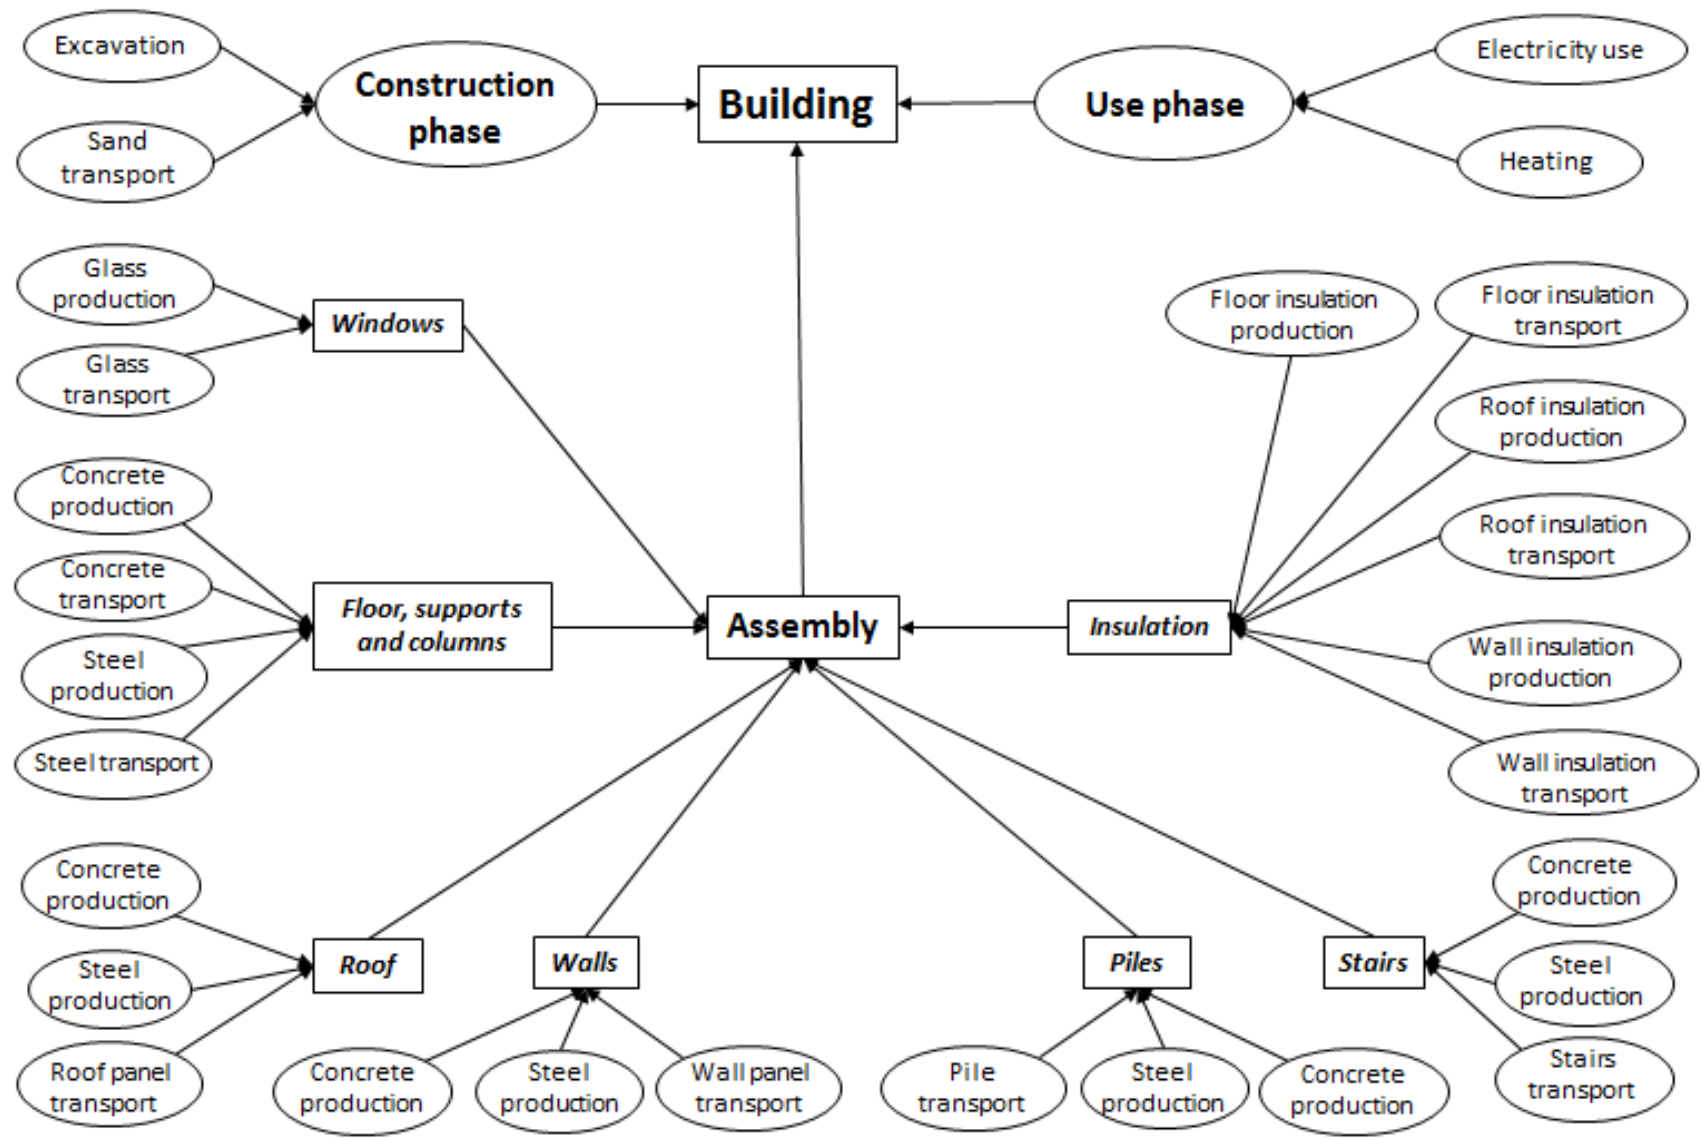 Excavation
Construction
phase
Building
Use phase
Electricity use
Sand
transport
Heating
Glass
production
Windows
Glass
transport
Floor insulation
production
Floor insulation
transport
Roof insulation
production
Roof insulation
transport
Concrete
production
Concrete
transport
Steel
production
Steel transport
Floor, supports
and columns
Assembly
Insulation
Wall insulation
production
Wall insulation
transport
Concrete
production
Steel
production
Roof panel
transport
Roof
Walls
Piles
Stairs
Concrete
production
Steel
production
Stairs
transport
Concrete
production
Steel
production
Wall panel
transport
Pile
transport
Steel
production
Concrete
production